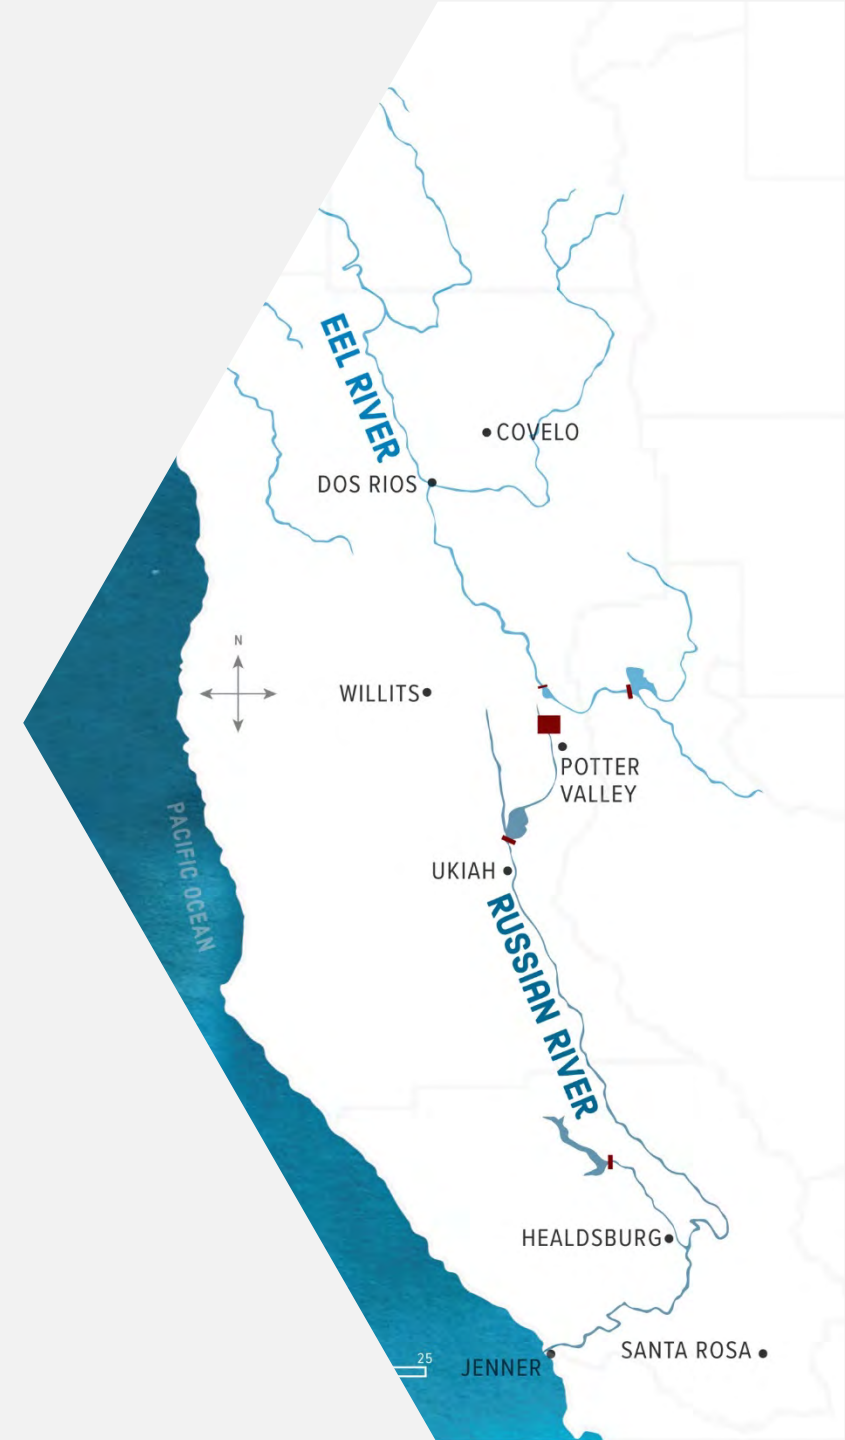 EEL RIVER
COVELO
DOS RIOS
N
WILLITS
POTTER
VALLEY
PACIFIC OCEAN
UKIAH
RUSSIAN RIVER
HEALDSBURG
SANTA ROSA
25
JENNER